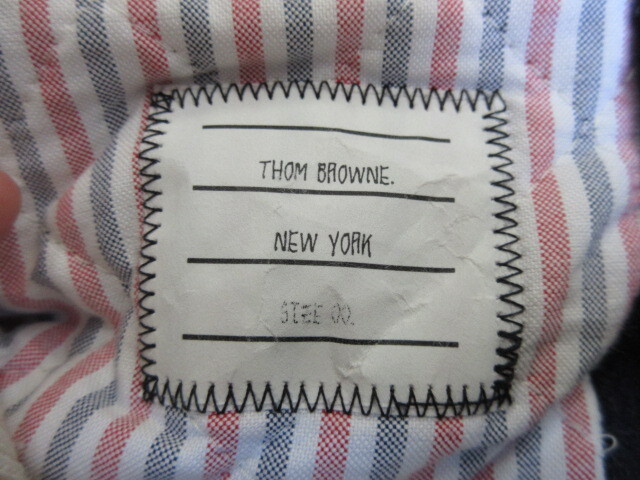 THOM BROWNE.
NEW YORK
SIZE 00.